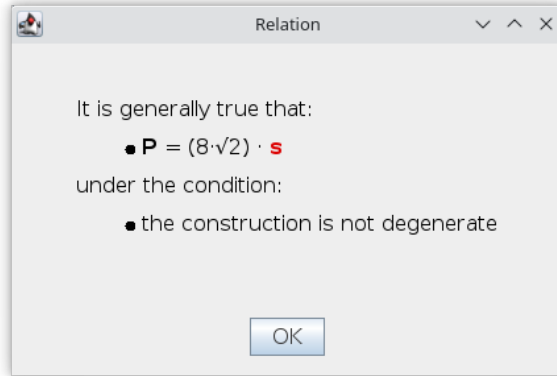 Relation
It is generally true that:
● P = (8·√2) · s
under the condition:
● the construction is not degenerate
OK